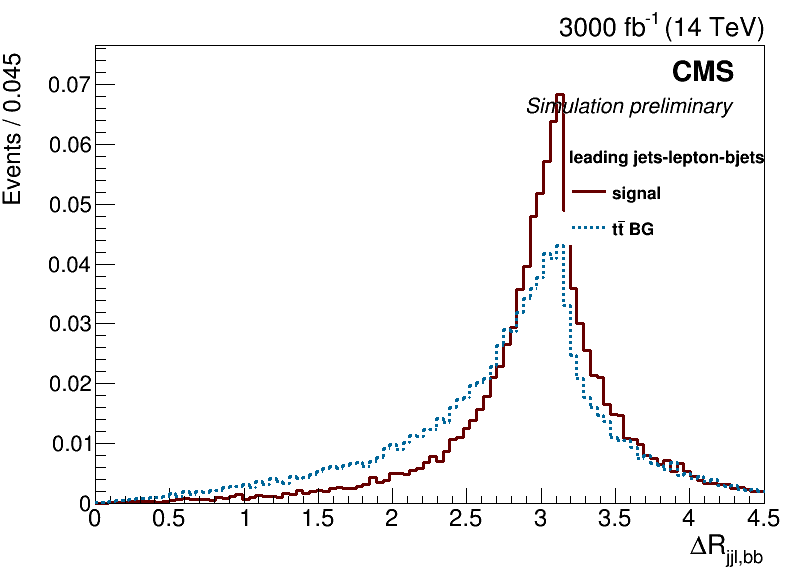 3000 fb⁻¹ (14 TeV)
CMS
Simulation preliminary
leading jets-lepton-bjets
signal
tt̄ BG
Events / 0.045
0.07
0.06
0.05
0.04
0.03
0.02
0.01
0
0 0.5 1 1.5 2 2.5 3 3.5 4 4.5
ΔR_jjl,bb